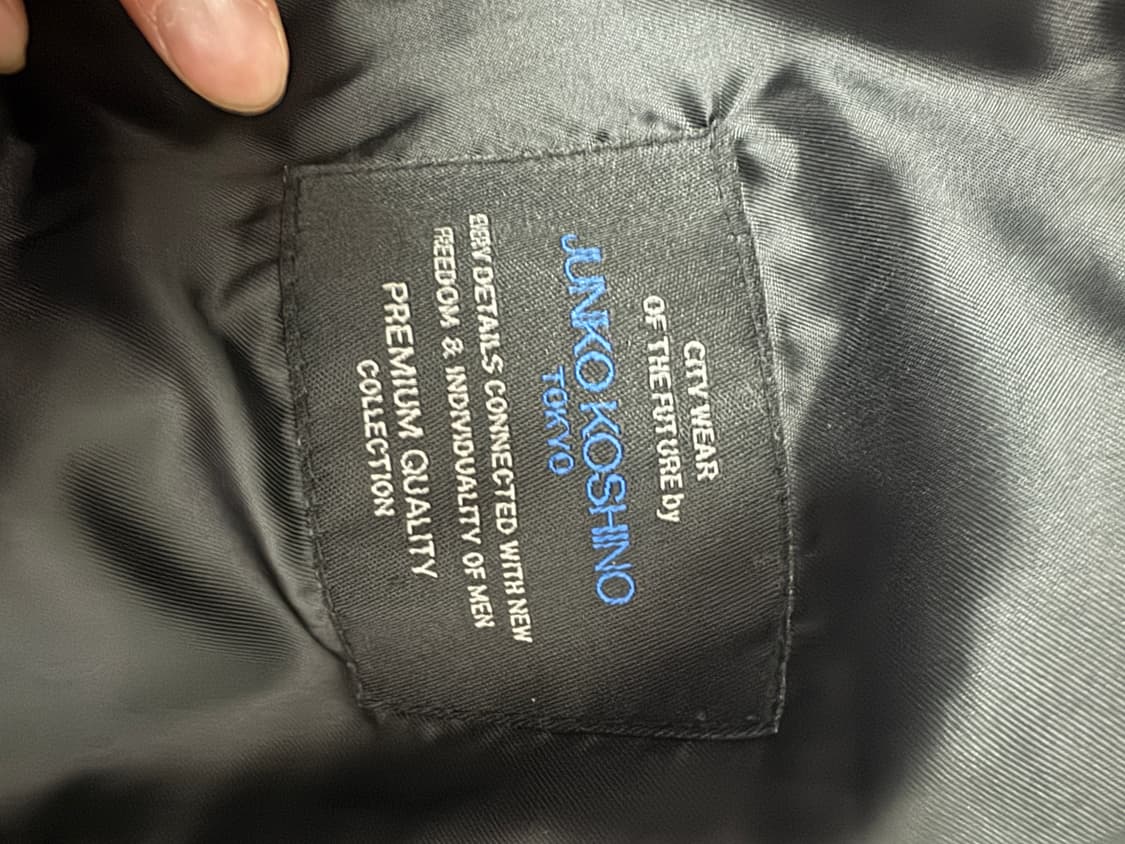 CITY WEAR
OF THE FUTURE by
JUNKO KOSHINO
TOKYO
DETAILS CONNECTED WITH NEW
FREEDOM & INDIVIDUALITY OF MEN
PREMIUM QUALITY
COLLECTION